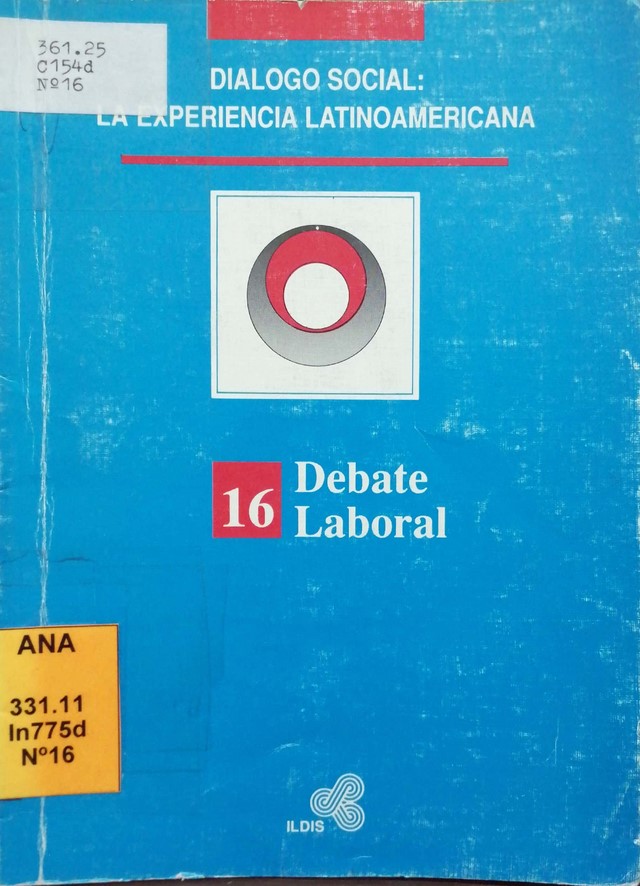 361.25
C154d
Nº16
DIALOGO SOCIAL:
LA EXPERIENCIA LATINOAMERICANA
16
Debate
Laboral
ANA
331.11
In775d
Nº16
ILDIS